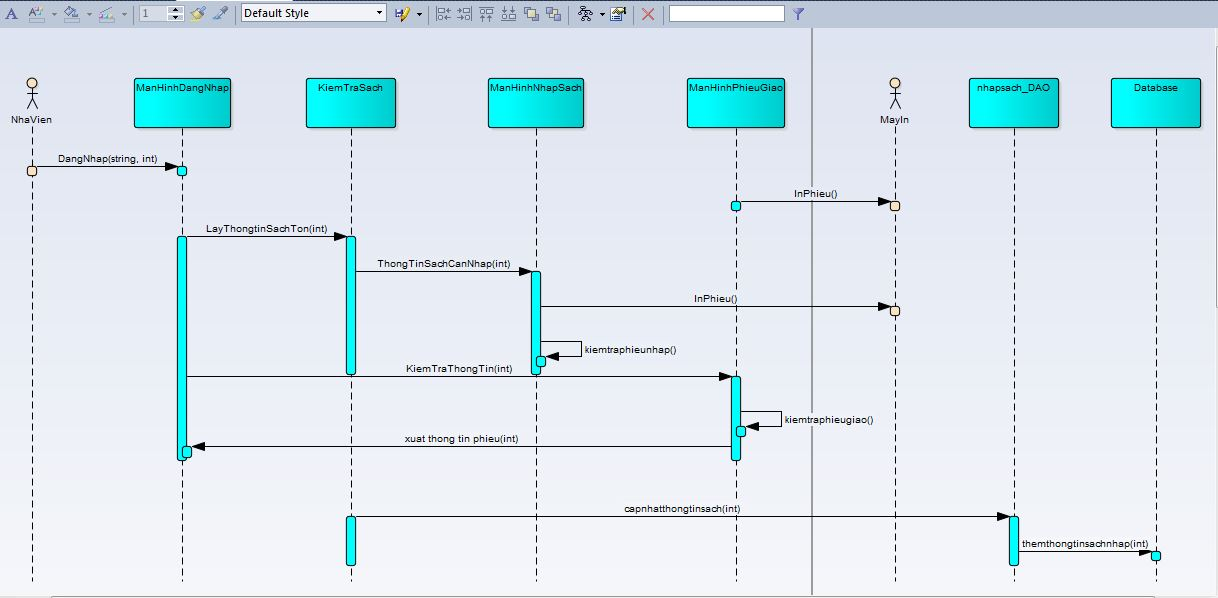 1
Default Style
ManHinhDangNhap
KiemTraSach
ManHinhNhapSach
ManHinhPhieuGiao
nhapsach_DAO
Database
NhaVien
MayIn
DangNhap(string, int)
InPhieu()
LayThongtinSachTon(int)
ThongTinSachCanNhap(int)
InPhieu()
kiemtraphieunhap()
KiemTraThongTin(int)
kiemtraphieugiao()
xuat thong tin phieu(int)
capnhatthongtinsach(int)
themthongtinsachnhap(int)